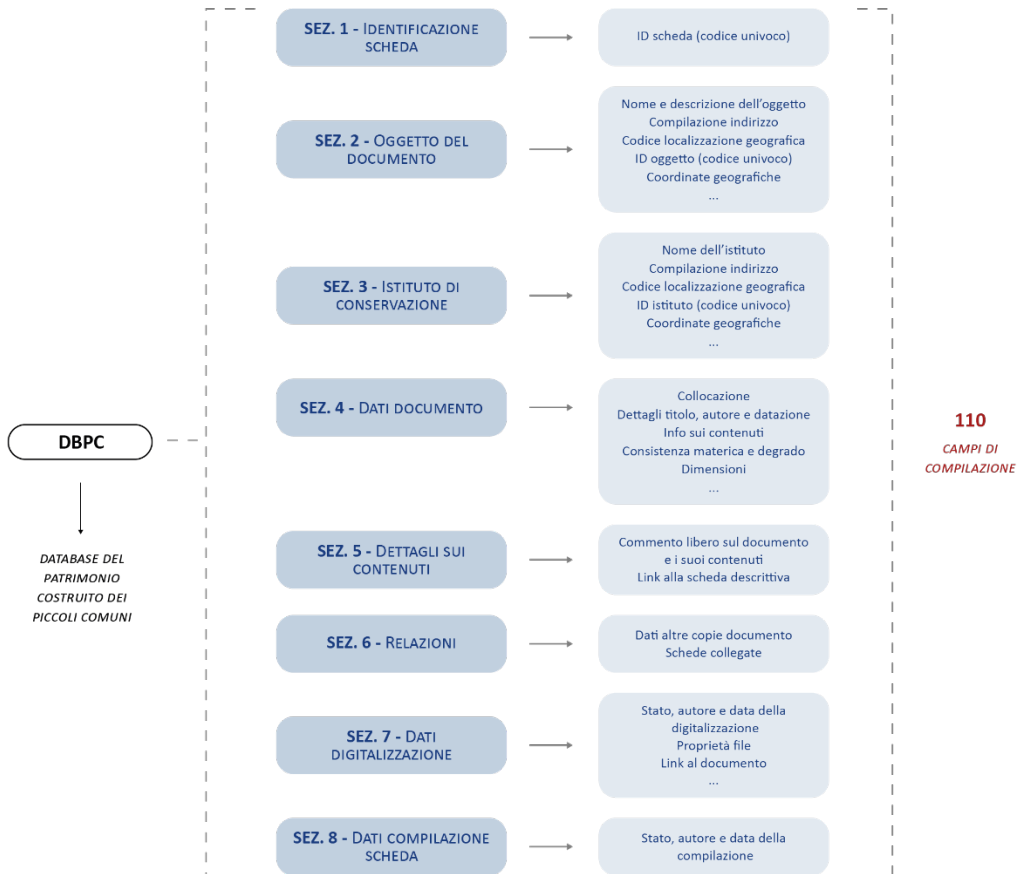 DBPC
DATABASE DEL
PATRIMONIO
COSTRUITO DEI
PICCOLI COMUNI
SEZ. 1 - IDENTIFICAZIONE
SCHEDA
ID scheda (codice univoco)
SEZ. 2 - OGGETTO DEL
DOCUMENTO
Nome e descrizione dell'oggetto
Compilazione indirizzo
Codice localizzazione geografica
ID oggetto (codice univoco)
Coordinate geografiche
...
SEZ. 3 - ISTITUTO DI
CONSERVAZIONE
Nome dell'istituto
Compilazione indirizzo
Codice localizzazione geografica
ID istituto (codice univoco)
Coordinate geografiche
...
SEZ. 4 - DATI DOCUMENTO
Collocazione
Dettagli titolo, autore e datazione
Info sui contenuti
Consistenza materica e degrado
Dimensioni
...
SEZ. 5 - DETTAGLI SUI
CONTENUTI
Commento libero sul documento
e i suoi contenuti
Link alla scheda descrittiva
SEZ. 6 - RELAZIONI
Dati altre copie documento
Schede collegate
SEZ. 7 - DATI
DIGITALIZZAZIONE
Stato, autore e data della
digitalizzazione
Proprietà file
Link al documento
...
SEZ. 8 - DATI COMPILAZIONE
SCHEDA
Stato, autore e data della
compilazione
110
CAMPI DI
COMPILAZIONE